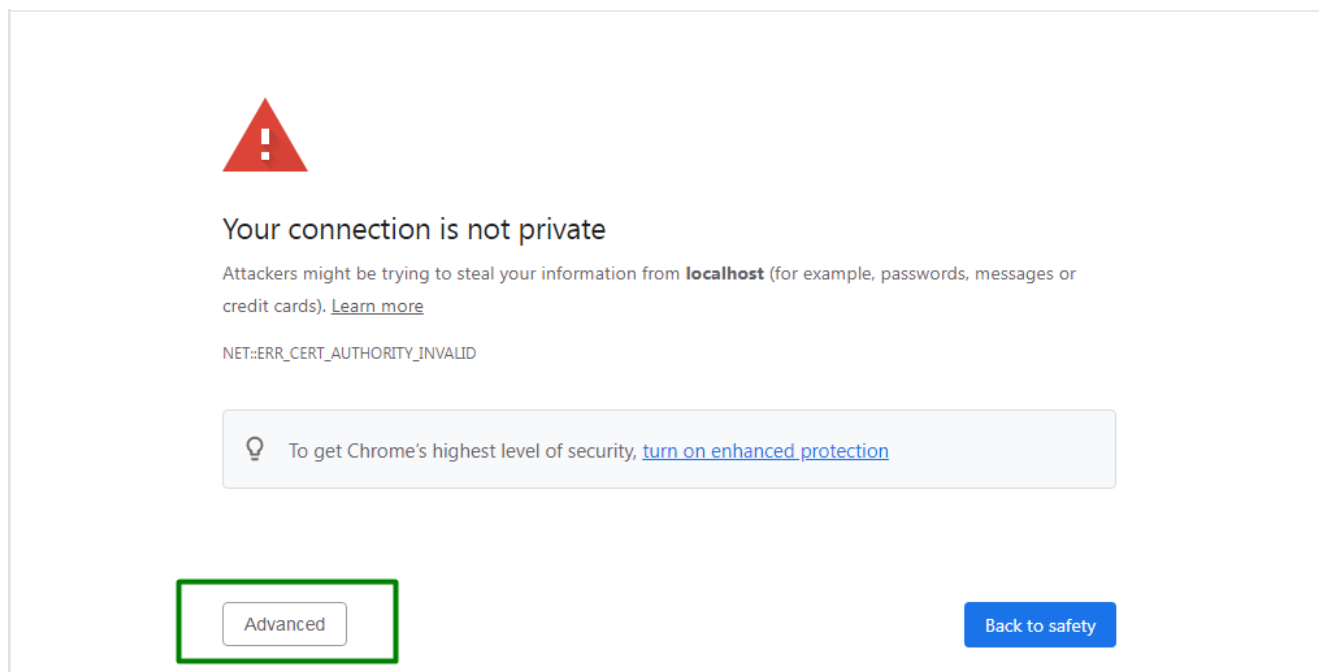 Your connection is not private
Attackers might be trying to steal your information from localhost (for example, passwords, messages or
credit cards). Learn more
NET::ERR_CERT_AUTHORITY_INVALID
To get Chrome’s highest level of security, turn on enhanced protection
Advanced
Back to safety